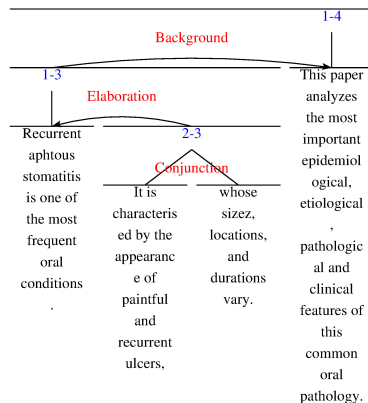 1-4
Background
1-3
This paper
analyzes
the most
important
epidemiol
ogical,
etiological
,
pathologic
al and
clinical
features of
this
common
oral
pathology.
Elaboration
Recurrent
aphtous
stomatitis
is one of
the most
frequent
oral
conditions
.
2-3
Conjunction
It is
characteris
ed by the
appearanc
e of
painful
and
recurrent
ulcers,
whose
sizez,
locations,
and
durations
vary.